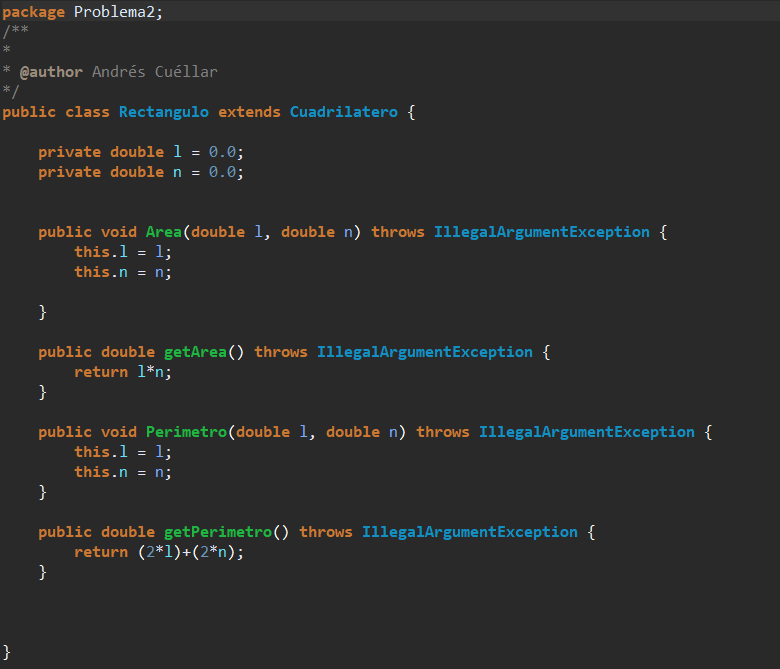 package Problema2;
/**
*
* @author Andrés Cuéllar
*/
public class Rectangulo extends Cuadrilatero {
    private double l = 0.0;
    private double n = 0.0;
    public void Area(double l, double n) throws IllegalArgumentException {
        this.l = l;
        this.n = n;
    }
    public double getArea() throws IllegalArgumentException {
        return l*n;
    }
    public void Perimetro(double l, double n) throws IllegalArgumentException {
        this.l = l;
        this.n = n;
    }
    public double getPerimetro() throws IllegalArgumentException {
        return (2*l)+(2*n);
    }
}